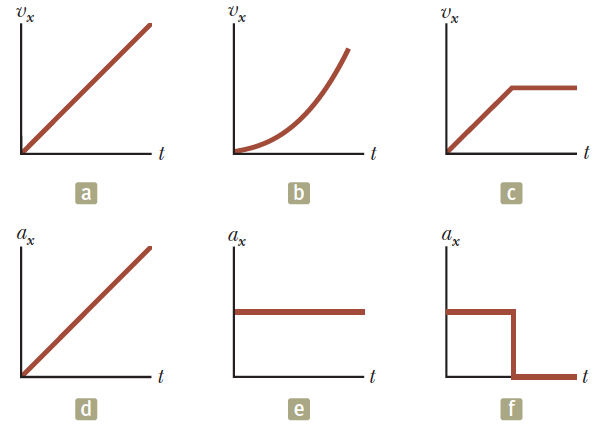 vₓ vₓ vₓ
t t t
a b c
aₓ aₓ aₓ
t t t
d e f